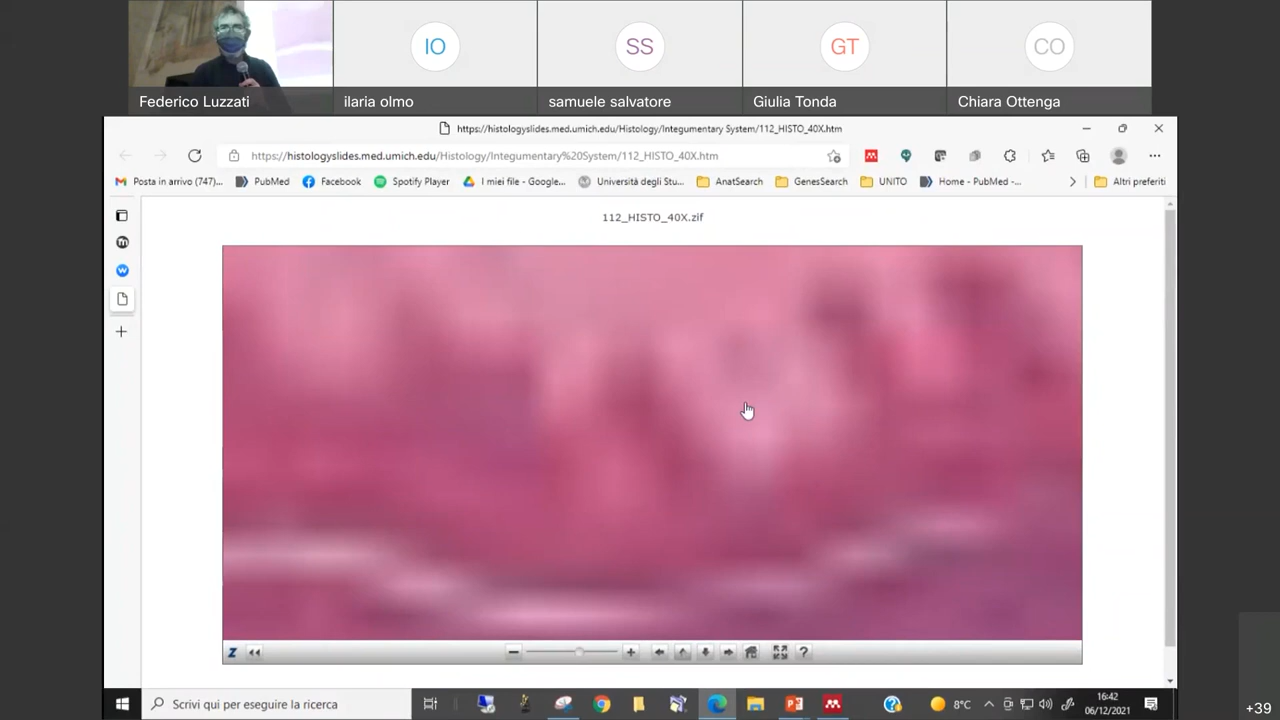 IO
SS
GT
CO
Federico Luzzati
ilaria olmo
samuele salvatore
Giulia Tonda
Chiara Ottenga
https://histologyslides.med.umich.edu/Histology/Integumentary System/112_HISTO_40X.htm
https://histologyslides.med.umich.edu/Histology/Integumentary%20System/112_HISTO_40X.htm
Posta in arrivo (747)... PubMed Facebook Spotify Player I miei file - Google... Università degli Stu... AnatSearch GenesSearch UNITO Home - PubMed -... Altri preferiti
112_HISTO_40X.zif
Z
?
Scrivi qui per eseguire la ricerca
8°C
16:42
06/12/2021
+39